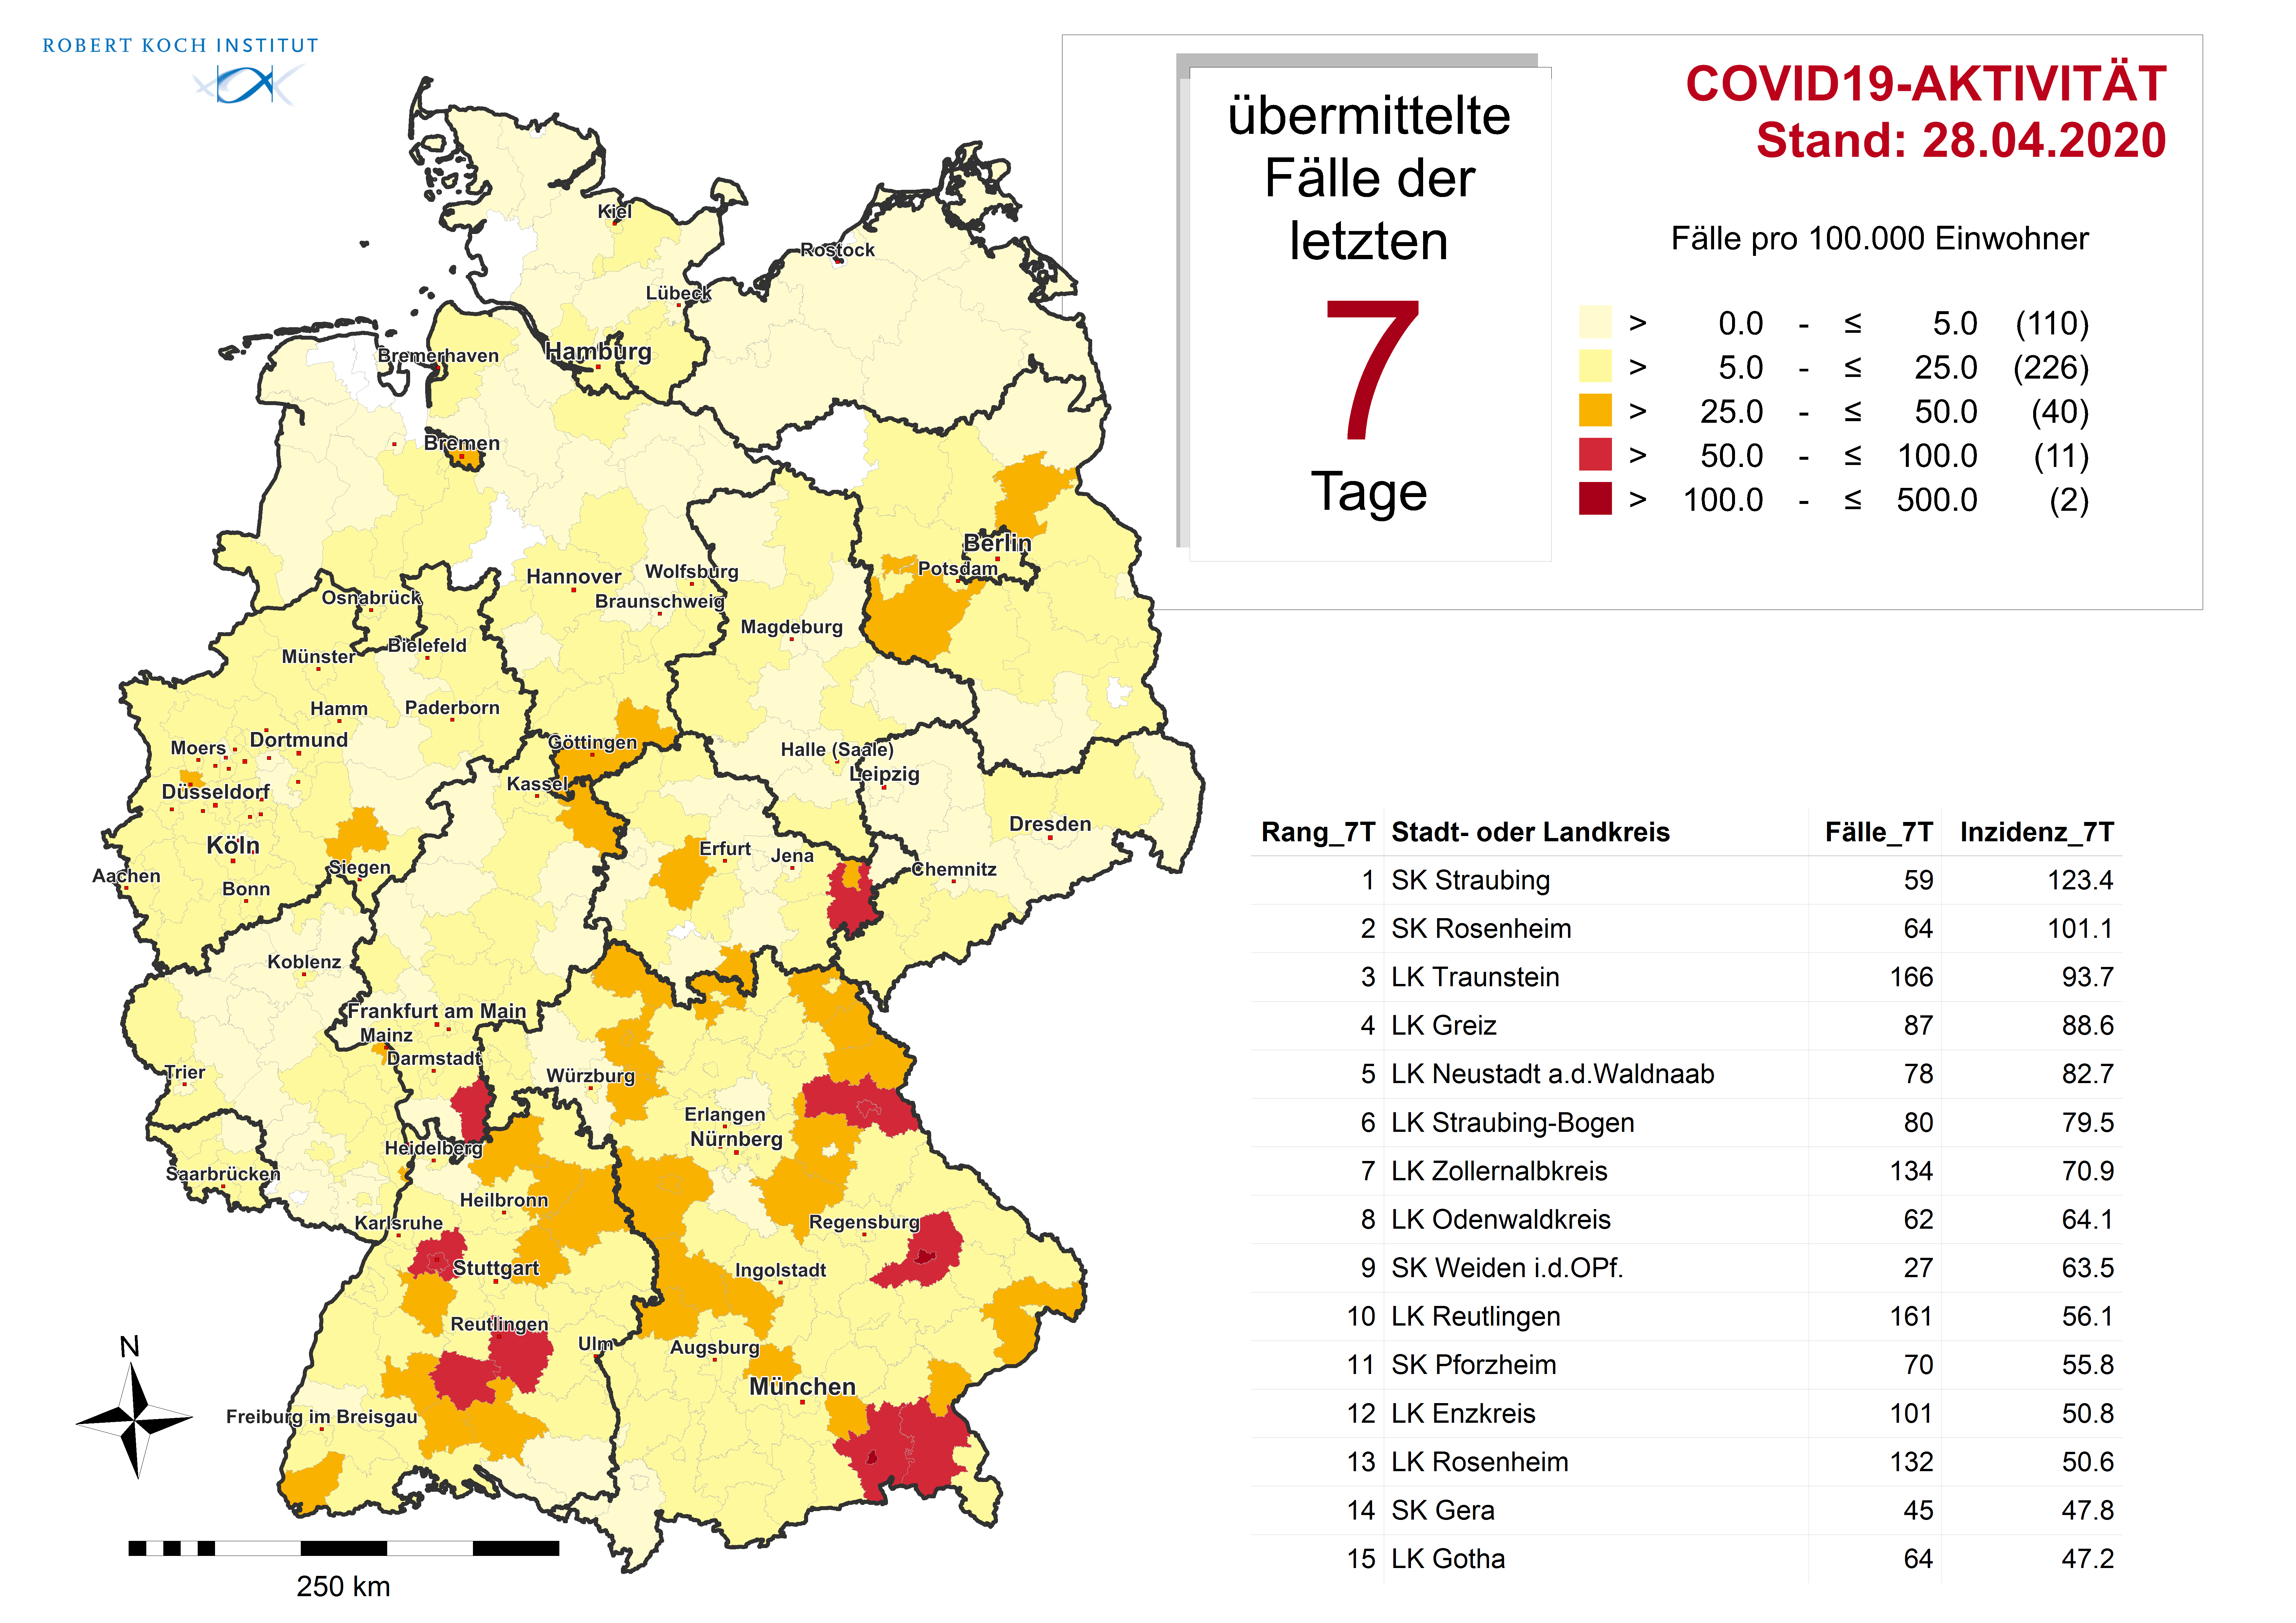 ROBERT KOCH INSTITUT
übermittelte
Fälle der
letzten
7
Tage
COVID19-AKTIVITÄT
Stand: 28.04.2020
Fälle pro 100.000 Einwohner
> 0.0 - ≤ 5.0 (110)
> 5.0 - ≤ 25.0 (226)
> 25.0 - ≤ 50.0 (40)
> 50.0 - ≤ 100.0 (11)
> 100.0 - ≤ 500.0 (2)
Kiel
Rostock
Lübeck
Bremerhaven
Hamburg
Bremen
Berlin
Potsdam
Hannover
Wolfsburg
Braunschweig
Osnabrück
Magdeburg
Bielefeld
Münster
Hamm
Paderborn
Moers
Dortmund
Göttingen
Halle (Saale)
Leipzig
Kassel
Düsseldorf
Dresden
Köln
Erfurt
Jena
Siegen
Chemnitz
Aachen
Bonn
Koblenz
Frankfurt am Main
Mainz
Darmstadt
Trier
Würzburg
Erlangen
Nürnberg
Heidelberg
Saarbrücken
Heilbronn
Karlsruhe
Regensburg
Stuttgart
Ingolstadt
Reutlingen
Ulm
Augsburg
München
Freiburg im Breisgau
N
250 km
Rang_7T Stadt- oder Landkreis Fälle_7T Inzidenz_7T
1 SK Straubing 59 123.4
2 SK Rosenheim 64 101.1
3 LK Traunstein 166 93.7
4 LK Greiz 87 88.6
5 LK Neustadt a.d.Waldnaab 78 82.7
6 LK Straubing-Bogen 80 79.5
7 LK Zollernalbkreis 134 70.9
8 LK Odenwaldkreis 62 64.1
9 SK Weiden i.d.OPf. 27 63.5
10 LK Reutlingen 161 56.1
11 SK Pforzheim 70 55.8
12 LK Enzkreis 101 50.8
13 LK Rosenheim 132 50.6
14 SK Gera 45 47.8
15 LK Gotha 64 47.2